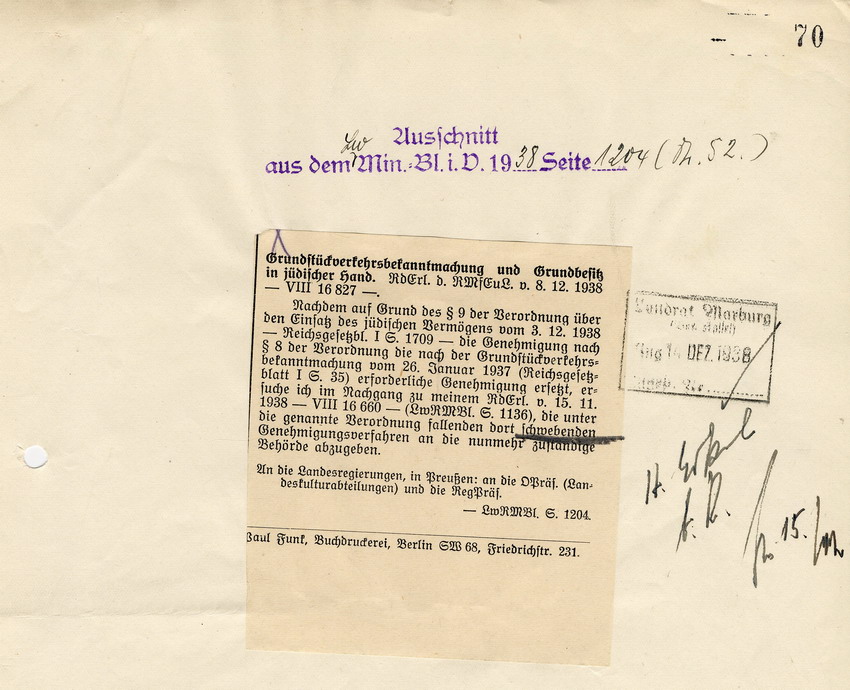 70
Ausschnitt
aus dem Lw Min.-Bl. i. V. 1938 Seite 1204 (Nr. 52.)
Grundstückverkehrsbekanntmachung und Grundbesitz
in jüdischer Hand. RdErl. d. RMfEuL. v. 8. 12. 1938
— VIII 16 827 —.
Nachdem auf Grund des § 9 der Verordnung über
den Einsatz des jüdischen Vermögens vom 3. 12. 1938
— Reichsgesetzbl. I S. 1709 — die Genehmigung nach
§ 8 der Verordnung die nach der Grundstückverkehrs-
bekanntmachung vom 26. Januar 1937 (Reichsgesetz-
blatt I S. 35) erforderliche Genehmigung ersetzt, er-
suche ich im Nachgang zu meinem RdErl. v. 15. 11.
1938 — VIII 16 660 — (LwRMBl. S. 1136), die unter
die genannte Verordnung fallenden dort schwebenden
Genehmigungsverfahren an die nunmehr zuständige
Behörde abzugeben.
An die Landesregierungen, in Preußen: an die OPräs. (Lan-
deskulturabteilungen) und die RegPräs.
— LwRMBl. S. 1204.
Paul Funk, Buchdruckerei, Berlin SW 68, Friedrichstr. 231.
Landrat Marburg
14. DEZ. 1938
15./12